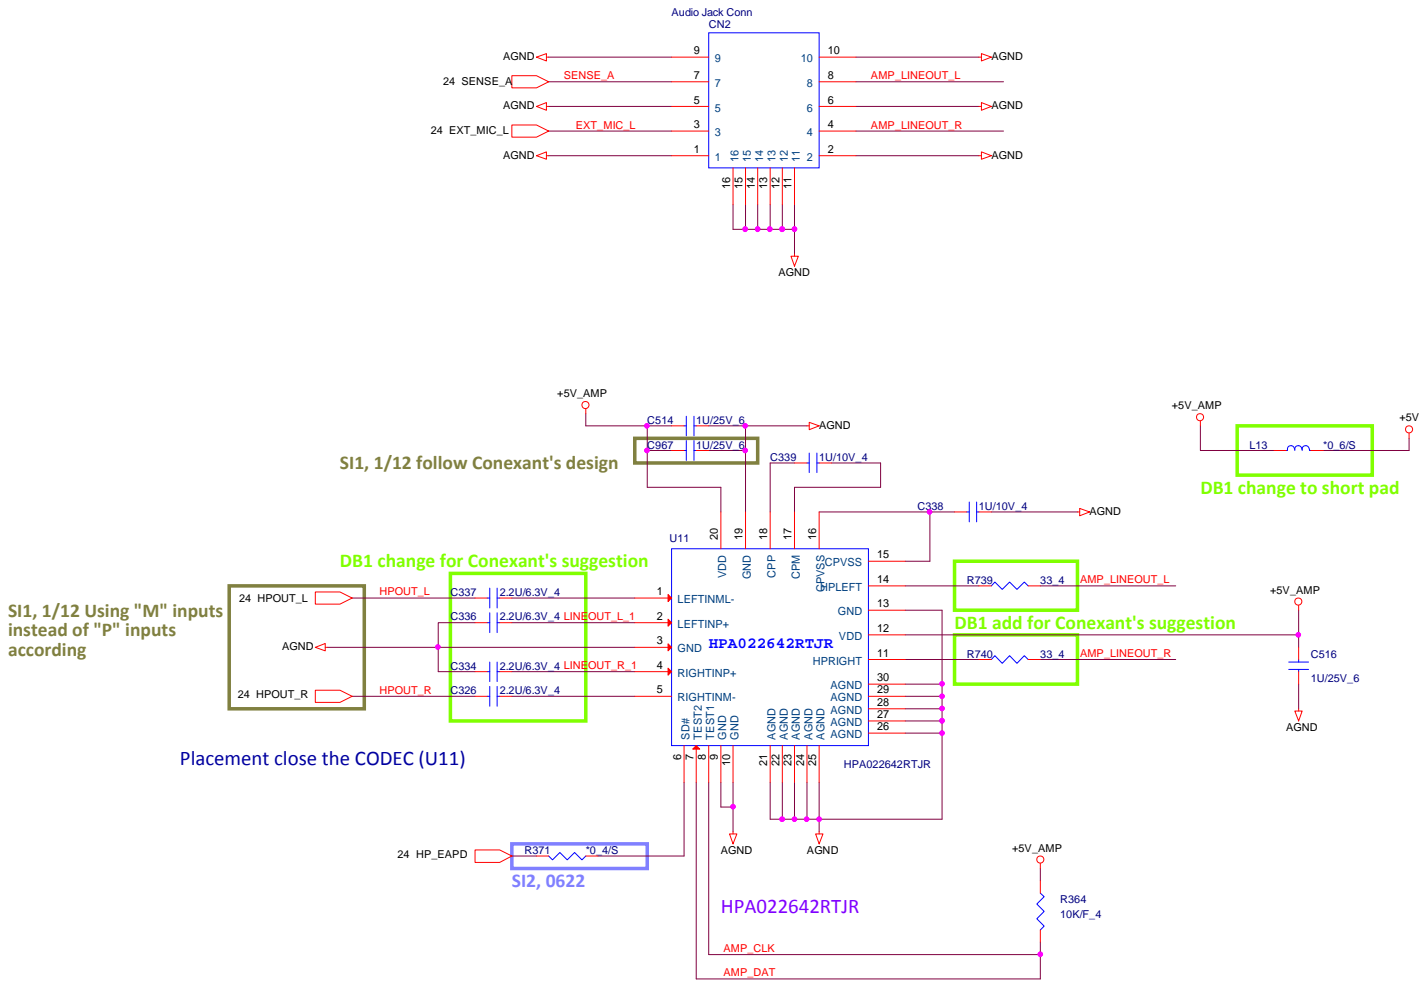 Audio Jack Conn
CN2
AGND 9 9 10 10 AGND
24 SENSE_A SENSE_A 7 7 8 8 AMP_LINEOUT_L
AGND 5 5 6 6 AGND
24 EXT_MIC_L EXT_MIC_L 3 3 4 4 AMP_LINEOUT_R
AGND 1 1 2 2 AGND
16 15 14 13 12 11
16 15 14 13 12 11
AGND
+5V_AMP
C514 1U/25V_6 AGND
C967 1U/25V_6
SI1, 1/12 follow Conexant's design
C339 1U/10V_4
+5V_AMP +5V
L13 *0_6/S
DB1 change to short pad
C338 1U/10V_4 AGND
U11
20 19 18 17 16
VDD GND CPP CPM CPVSS
CPVSS 15
HPLEFT 14 R739 33_4 AMP_LINEOUT_L
GND 13
DB1 add for Conexant's suggestion
VDD 12
HPRIGHT 11 R740 33_4 AMP_LINEOUT_R
AGND 30
AGND 29
AGND 28
AGND 27
AGND 26
+5V_AMP
C516
1U/25V_6
AGND
DB1 change for Conexant's suggestion
SI1, 1/12 Using "M" inputs
instead of "P" inputs
according
24 HPOUT_L HPOUT_L C337 2.2U/6.3V_4 1 LEFTINML-
C336 2.2U/6.3V_4 LINEOUT_L_1 2 LEFTINP+
AGND 3 GND
HPA022642RTJR
C334 2.2U/6.3V_4 LINEOUT_R_1 4 RIGHTINP+
24 HPOUT_R HPOUT_R C326 2.2U/6.3V_4 5 RIGHTINM-
SD# TEST2 TEST1 GND GND AGND AGND AGND AGND AGND
6 7 8 9 10 21 22 23 24 25
HPA022642RTJR
Placement close the CODEC (U11)
AGND AGND
24 HP_EAPD R371 *0_4/S
SI2, 0622
+5V_AMP
R364
10K/F_4
HPA022642RTJR
AMP_CLK
AMP_DAT